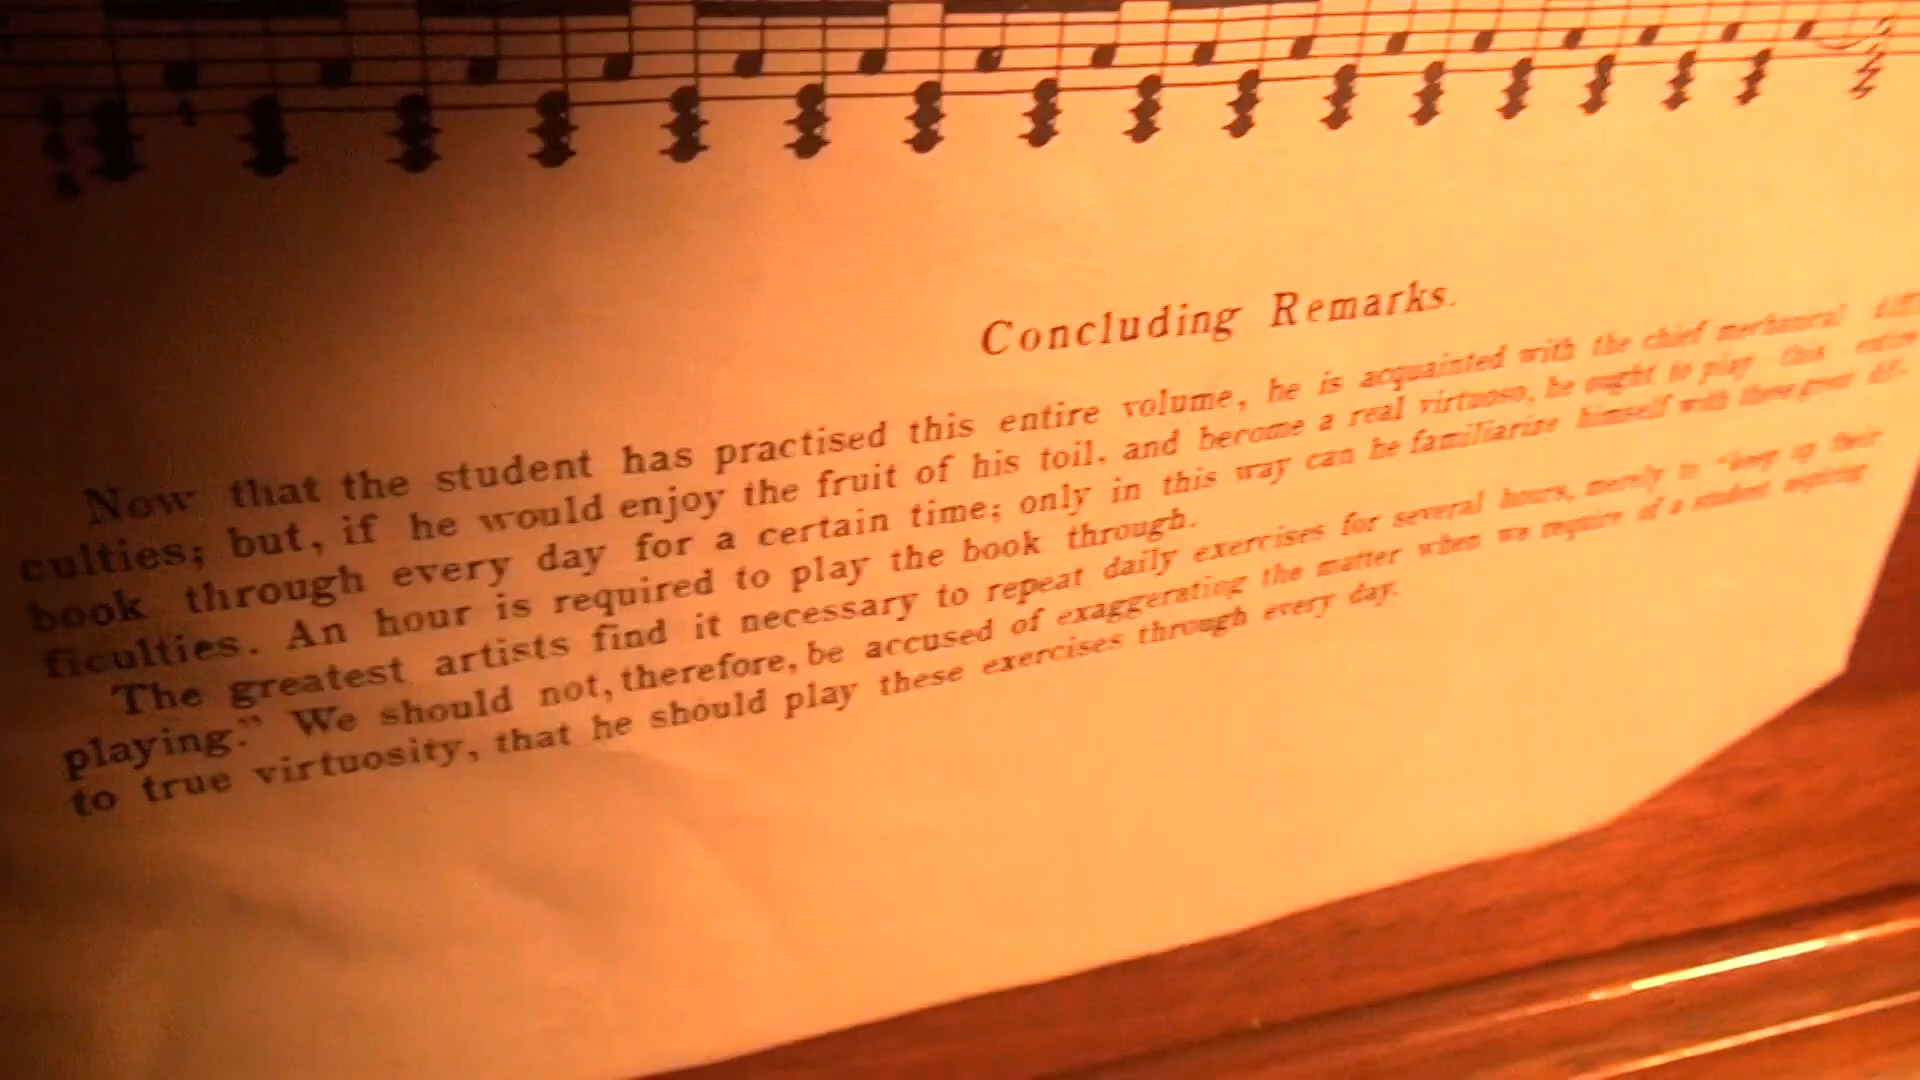 Concluding Remarks.
Now that the student has practised this entire volume, he is acquainted with the chief mechanical diffi
culties; but, if he would enjoy the fruit of his toil, and become a real virtuoso, he ought to play this entire
book through every day for a certain time; only in this way can he familiarize himself with these great dif-
ficulties. An hour is required to play the book through.
The greatest artists find it necessary to repeat daily exercises for several hours, merely to "keep up their
playing." We should not, therefore, be accused of exaggerating the matter when we require of a student aspiring
to true virtuosity, that he should play these exercises through every day.